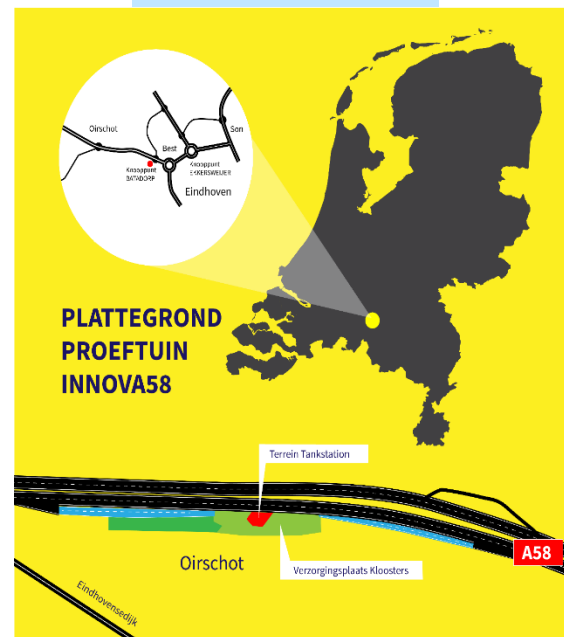 Oirschot
Son
Best
Knooppunt
BATADORP
Knooppunt
EKKERSWEIJER
Eindhoven
PLATTEGROND
PROEFTUIN
INNOVA58
Terrein Tankstation
A58
Oirschot
Verzorgingsplaats Kloosters
Eindhovensedijk